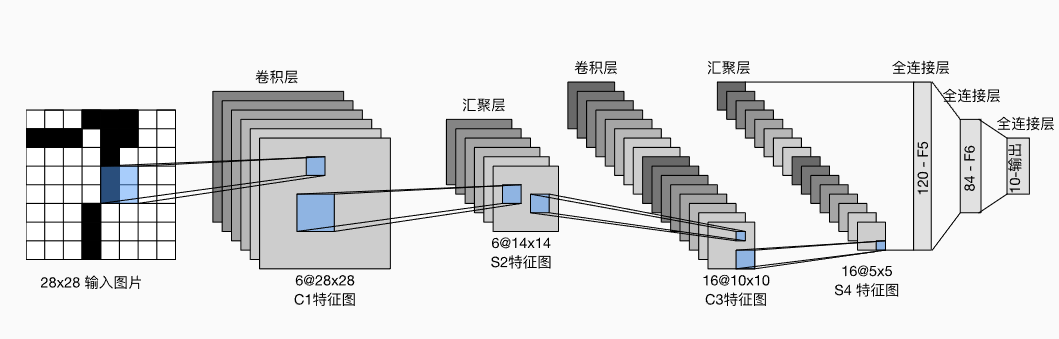 卷积层
汇聚层
卷积层
汇聚层
全连接层
全连接层
全连接层
120 - F5
84 - F6
10-输出
28x28 输入图片
6@28x28
C1特征图
6@14x14
S2特征图
16@10x10
C3特征图
16@5x5
S4 特征图